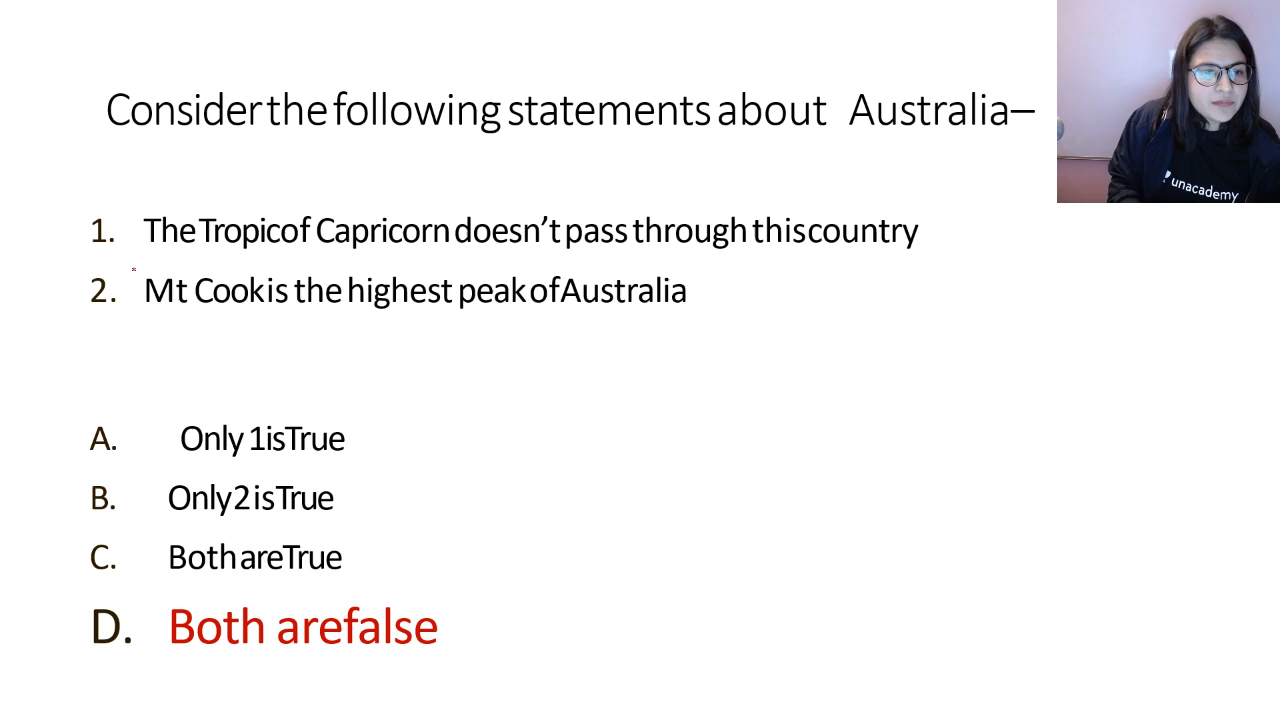 Consider the following statements about Australia–
1. The Tropic of Capricorn doesn’t pass through this country
2. Mt Cook is the highest peak of Australia
A. Only 1 is True
B. Only 2 is True
C. Both are True
D. Both are false
unacademy